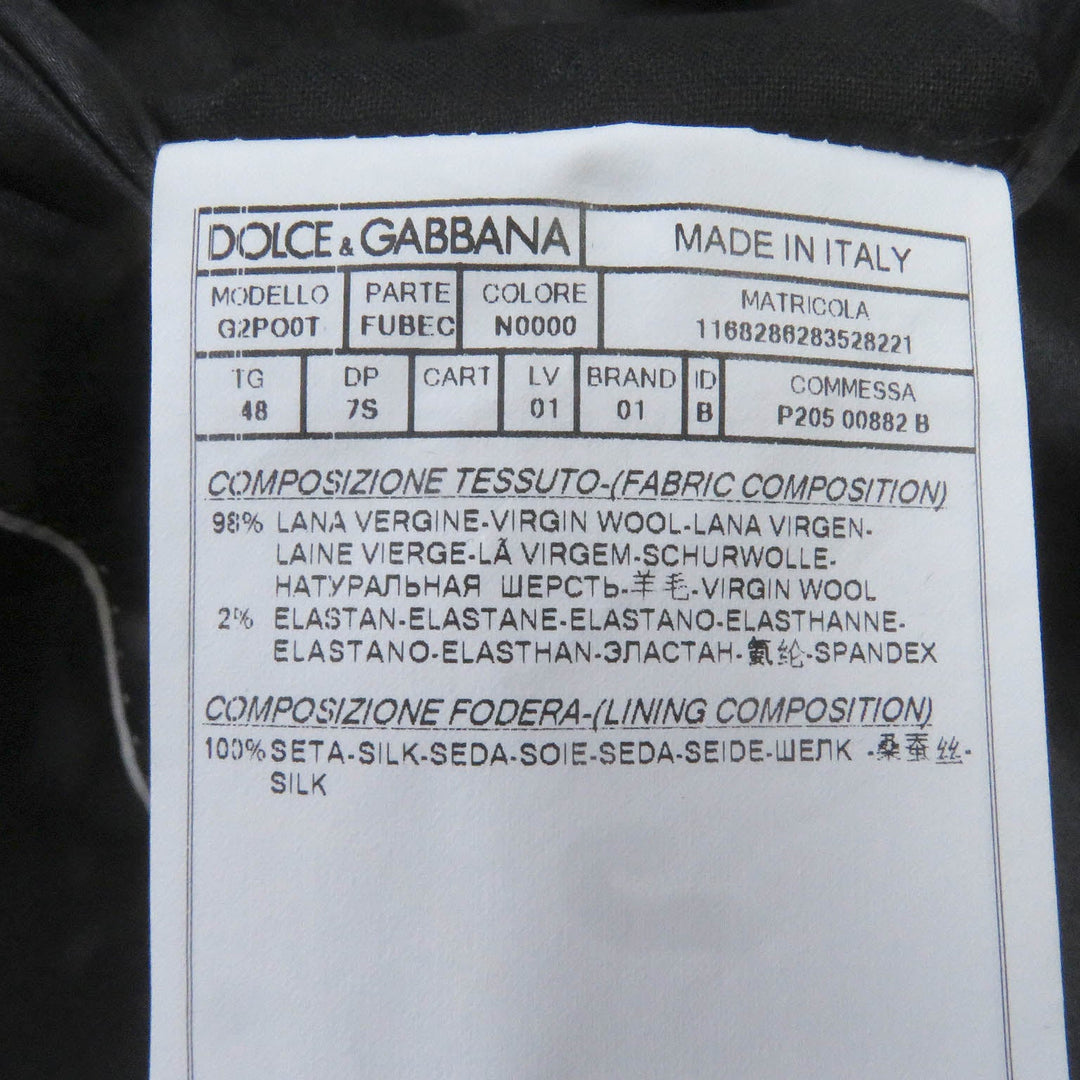 DOLCE & GABBANA MADE IN ITALY
MODELLO PARTE COLORE MATRICOLA
G2PO0T FUBEC N0000 1168286283528221
TG DP CART LV BRAND ID COMMESSA
48 7S 01 01 B P205 00882 B
COMPOSIZIONE TESSUTO-(FABRIC COMPOSITION)
98% LANA VERGINE-VIRGIN WOOL-LANA VIRGEN-
LAINE VIERGE-LÃ VIRGEM-SCHURWOLLE-
НАТУРАЛЬНАЯ ШЕРСТЬ-羊毛-VIRGIN WOOL
2% ELASTAN-ELASTANE-ELASTANO-ELASTHANNE-
ELASTANO-ELASTHAN-ЭЛАСТАН-氨纶-SPANDEX
COMPOSIZIONE FODERA-(LINING COMPOSITION)
100% SETA-SILK-SEDA-SOIE-SEDA-SEIDE-ШЕЛК -桑蚕丝-
SILK